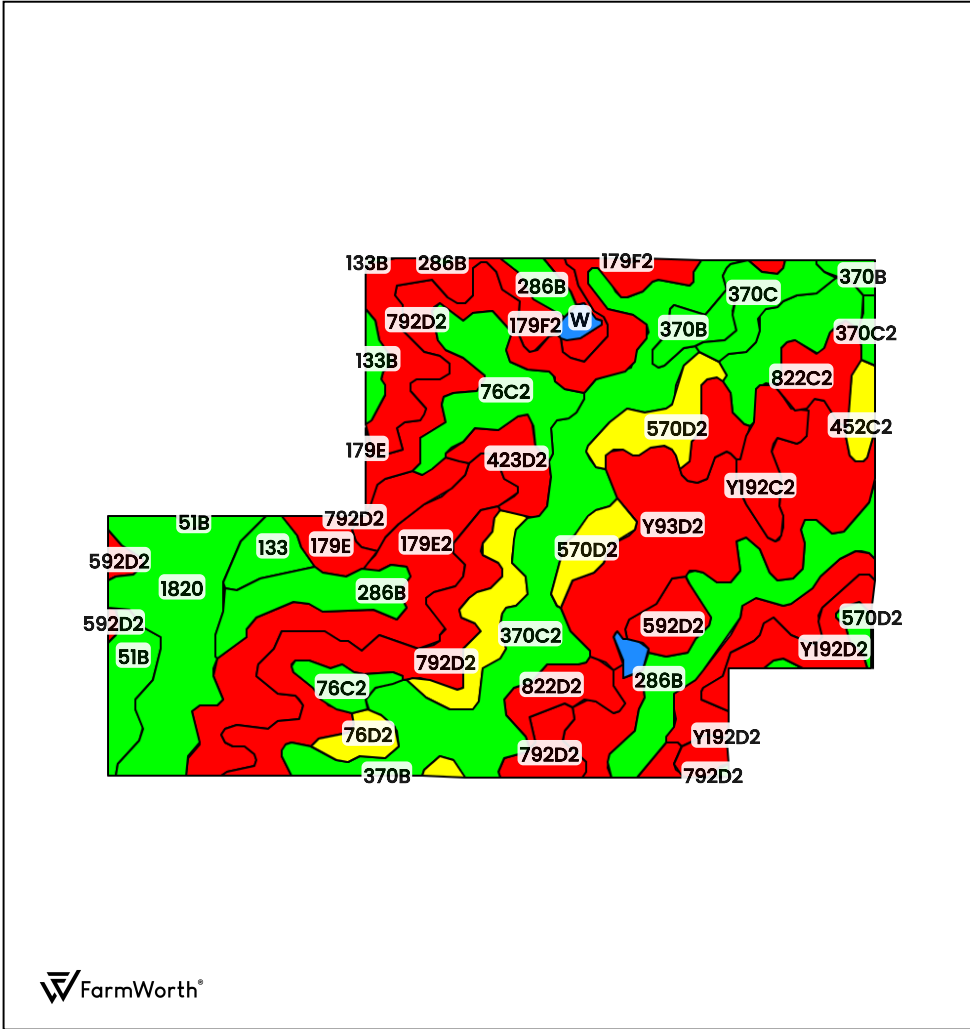 133B
286B
179F2
286B
370C
370B
792D2
179F2
W
370B
370C2
133B
76C2
822C2
179E
423D2
570D2
452C2
Y192C2
51B
792D2
133
179E
179E2
570D2
Y93D2
592D2
1820
286B
592D2
51B
370C2
592D2
570D2
Y192D2
792D2
76C2
822D2
286B
76D2
792D2
Y192D2
370B
792D2
FarmWorth®